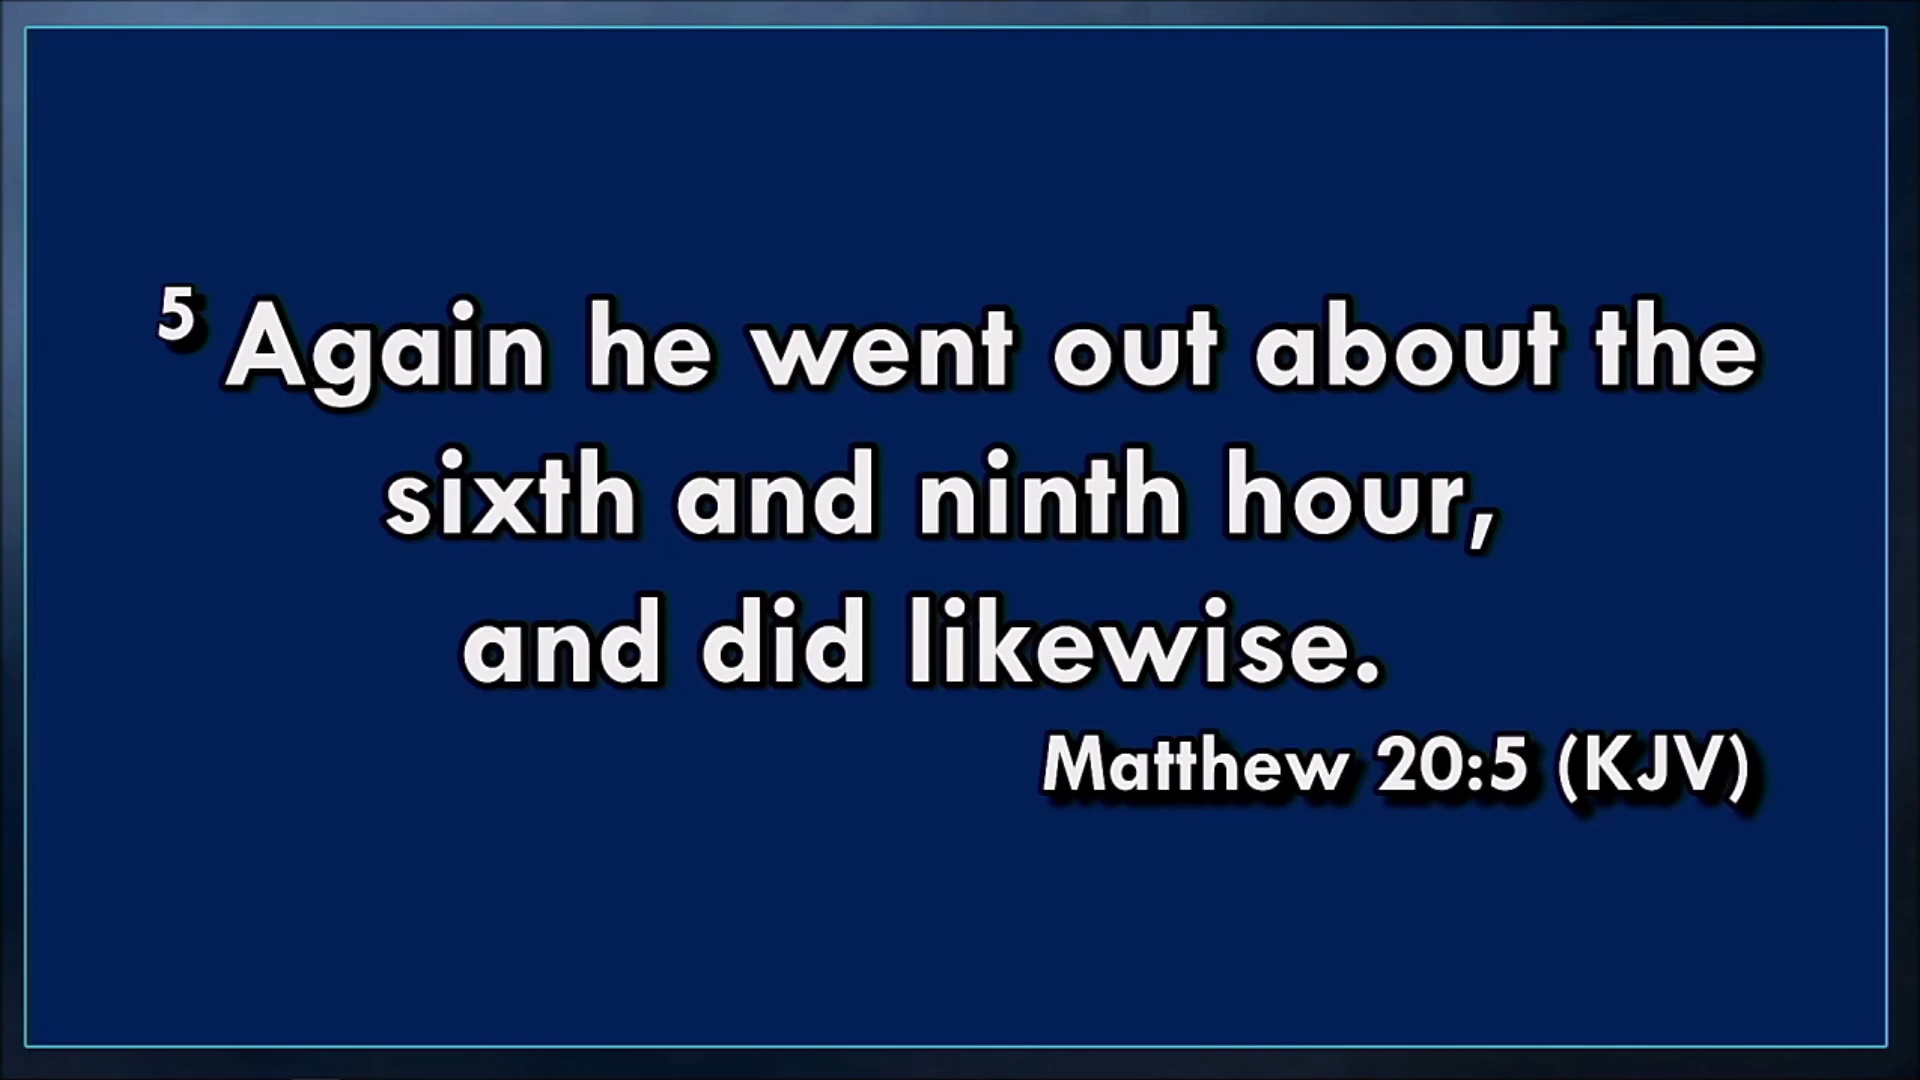 5 Again he went out about the
sixth and ninth hour,
and did likewise.
Matthew 20:5 (KJV)